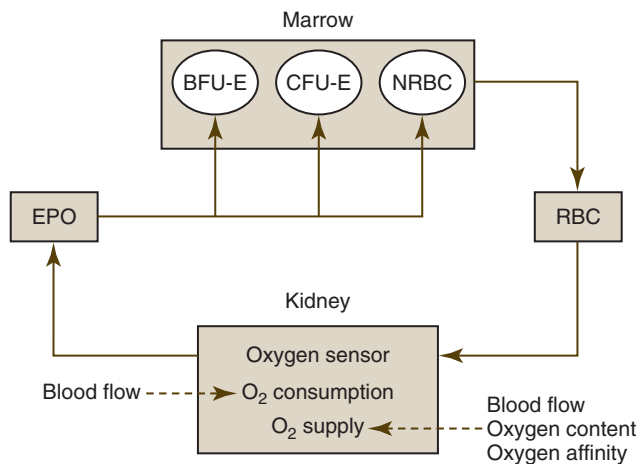 Marrow
BFU-E CFU-E NRBC
EPO
RBC
Kidney
Oxygen sensor
Blood flow
O₂ consumption
O₂ supply
Blood flow
Oxygen content
Oxygen affinity